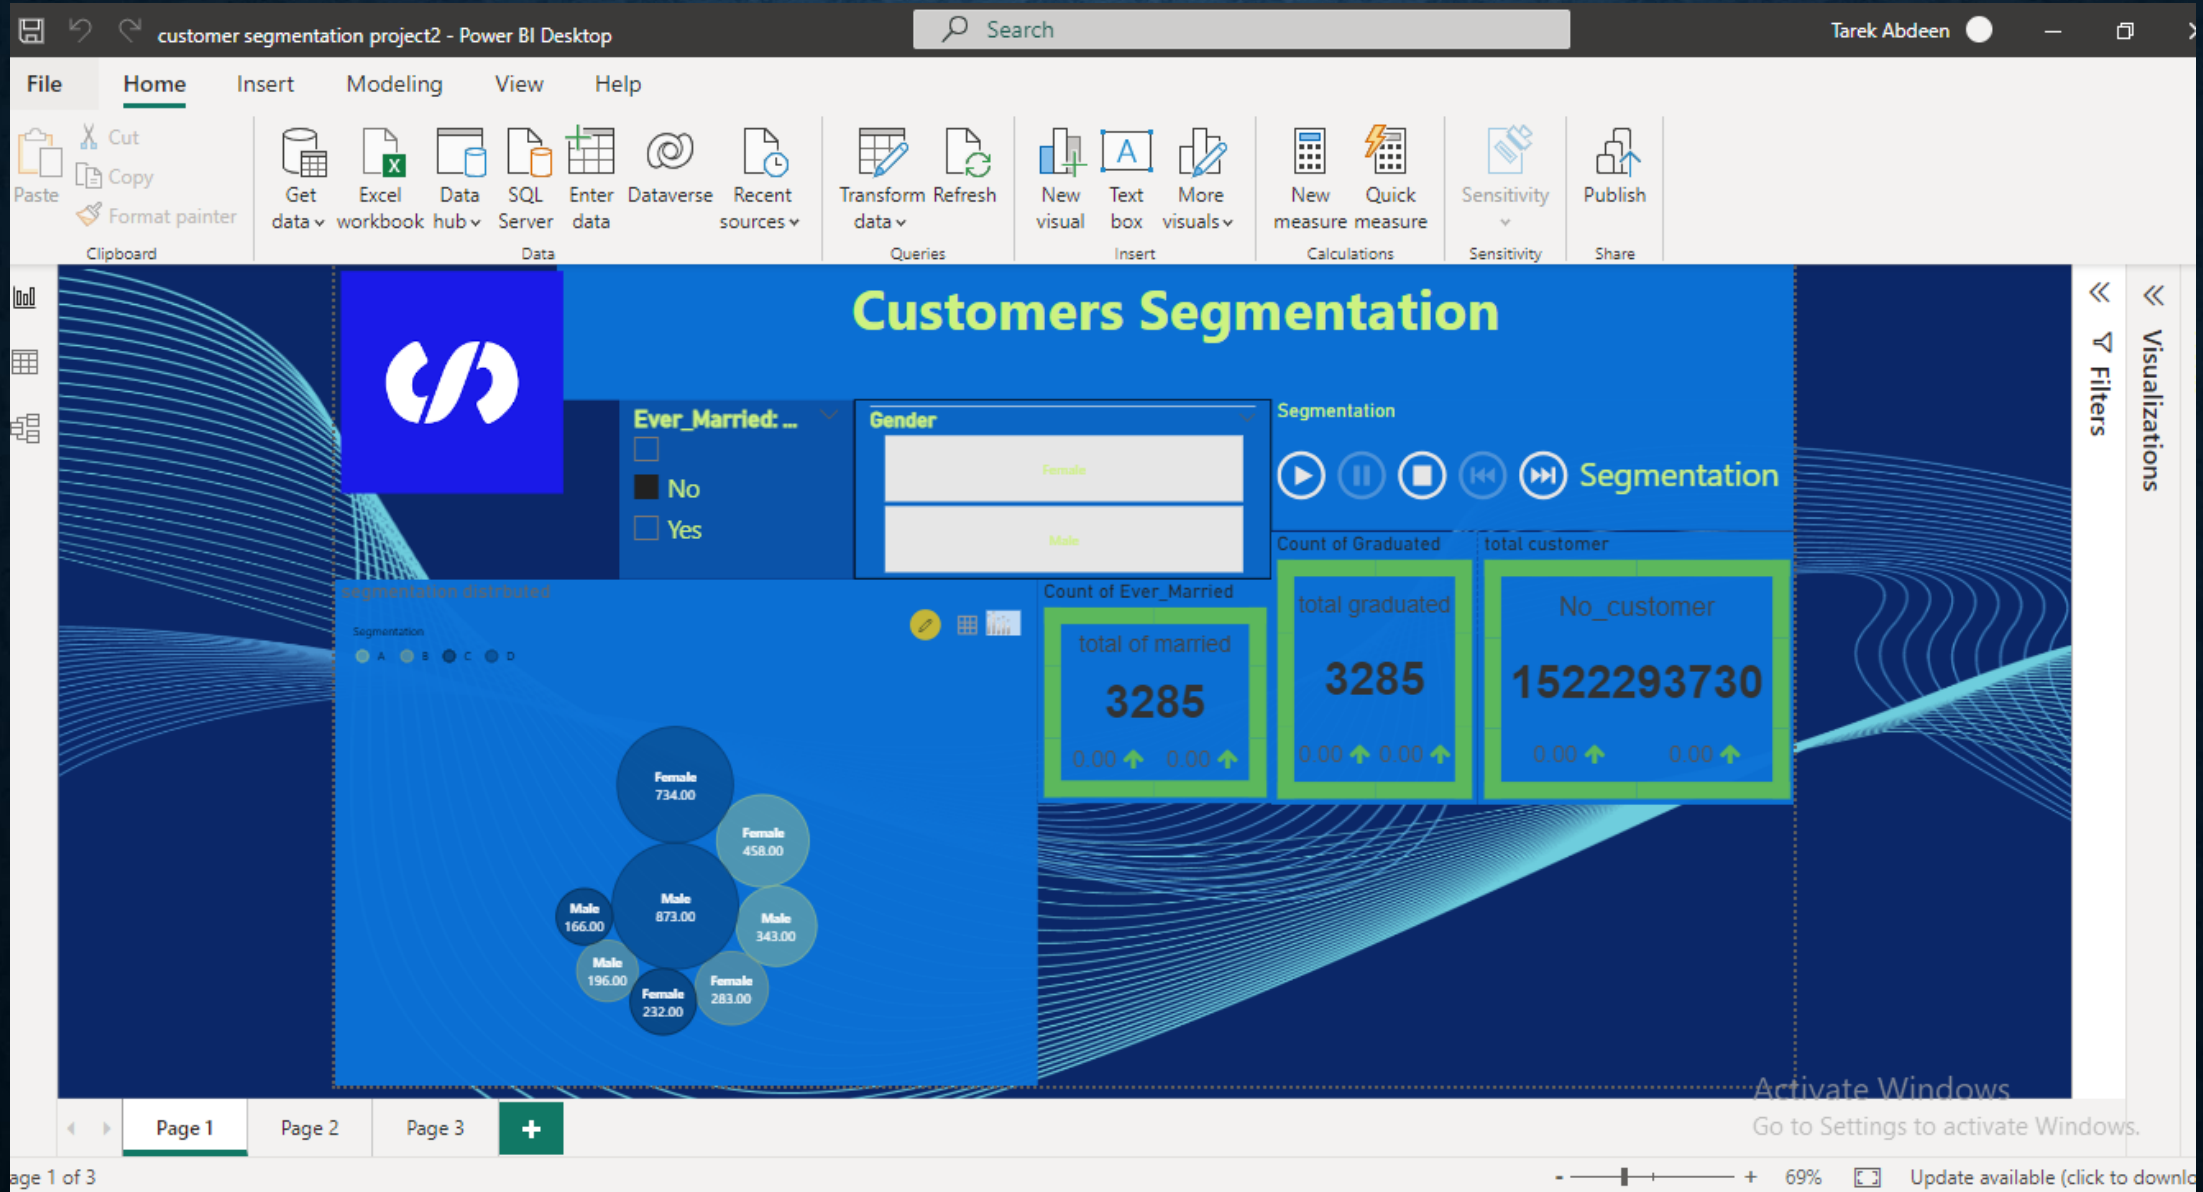 customer segmentation project2 - Power BI Desktop
Search
Tarek Abdeen
File Home Insert Modeling View Help
Paste
Cut
Copy
Format painter
Clipboard
Get data
Excel workbook
Data hub
SQL Server
Enter data
Dataverse
Recent sources
Data
Transform data
Refresh
Queries
New visual
Text box
More visuals
Insert
New measure
Quick measure
Calculations
Sensitivity
Sensitivity
Publish
Share
Customers Segmentation
Ever_Married: ...
No
Yes
Gender
Female
Male
Segmentation
Segmentation
Count of Graduated
total graduated
3285
0.00 0.00
total customer
No_customer
1522293730
0.00 0.00
Count of Ever_Married
total of married
3285
0.00 0.00
segmentation distrbuted
Segmentation
A B C D
Female
734.00
Female
458.00
Male
873.00
Male
166.00
Male
343.00
Male
196.00
Female
283.00
Female
232.00
Filters
Visualizations
Activate Windows
Go to Settings to activate Windows.
Page 1
Page 2
Page 3
+
age 1 of 3
- + 69%
Update available (click to downlo